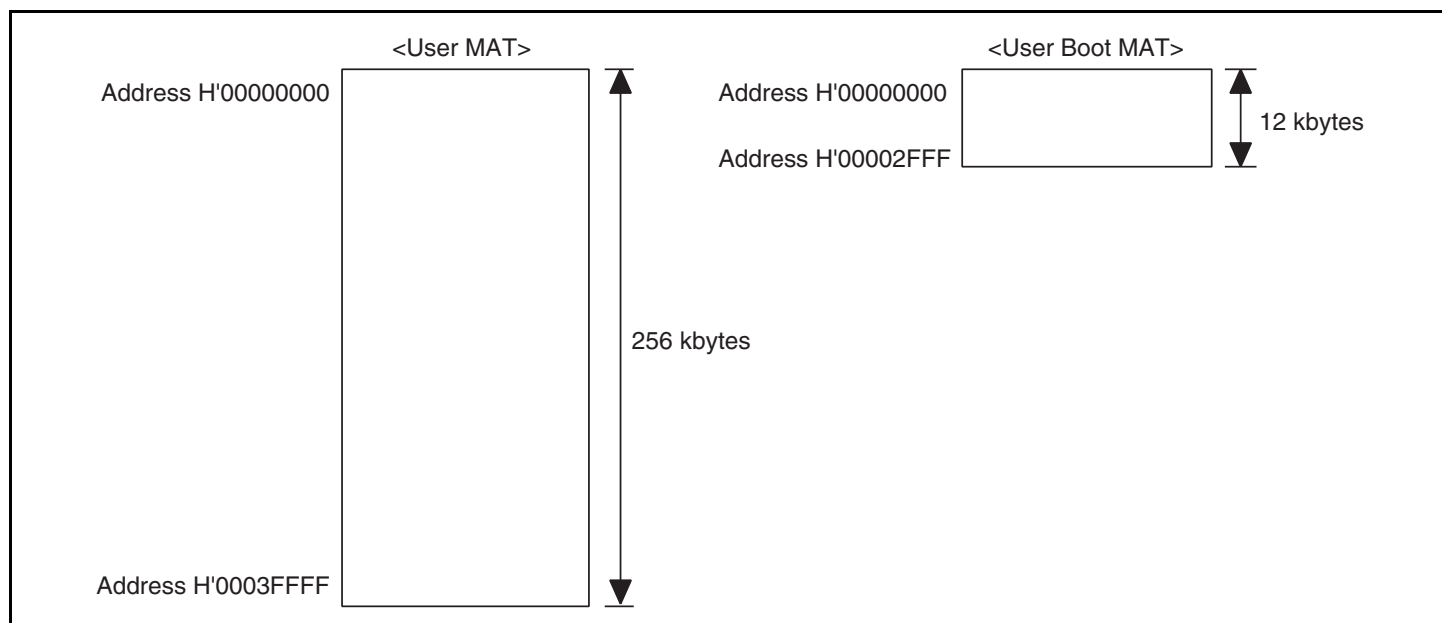 <User MAT>
Address H'00000000
256 kbytes
Address H'0003FFFF
<User Boot MAT>
Address H'00000000
Address H'00002FFF
12 kbytes